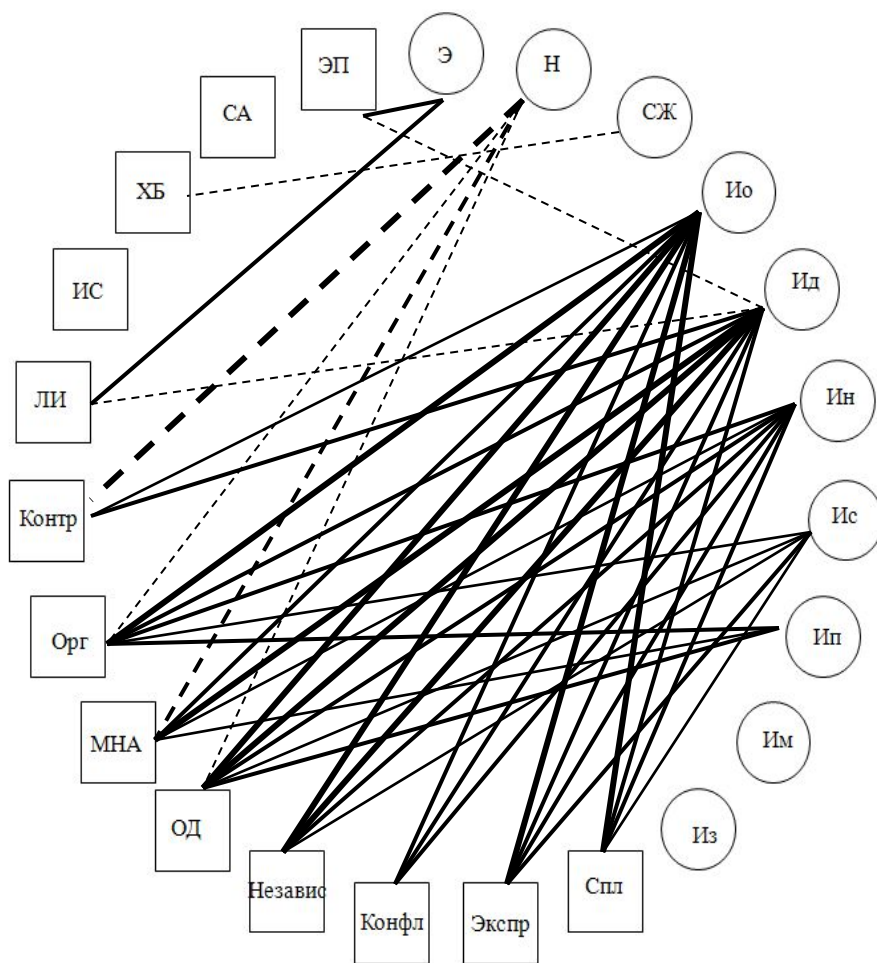 ЭП
Э
Н
СА
СЖ
ХБ
Ио
ИС
Ид
ЛИ
Ин
Контр
Ис
Орг
Ип
МНА
Им
ОД
Из
Независ
Конфл
Экспр
Спл